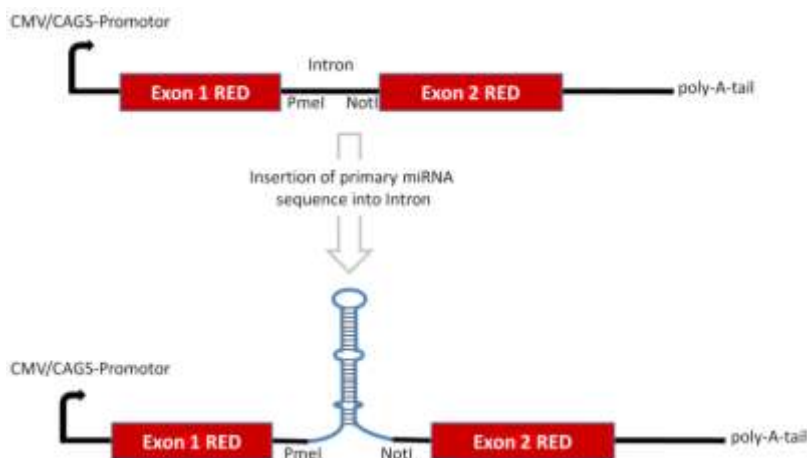 CMV/CAGS-Promotor
Intron
Exon 1 RED
Exon 2 RED
poly-A-tail
PmeI
NotI
Insertion of primary miRNA
sequence into Intron
CMV/CAGS-Promotor
Exon 1 RED
Exon 2 RED
poly-A-tail
PmeI
NotI